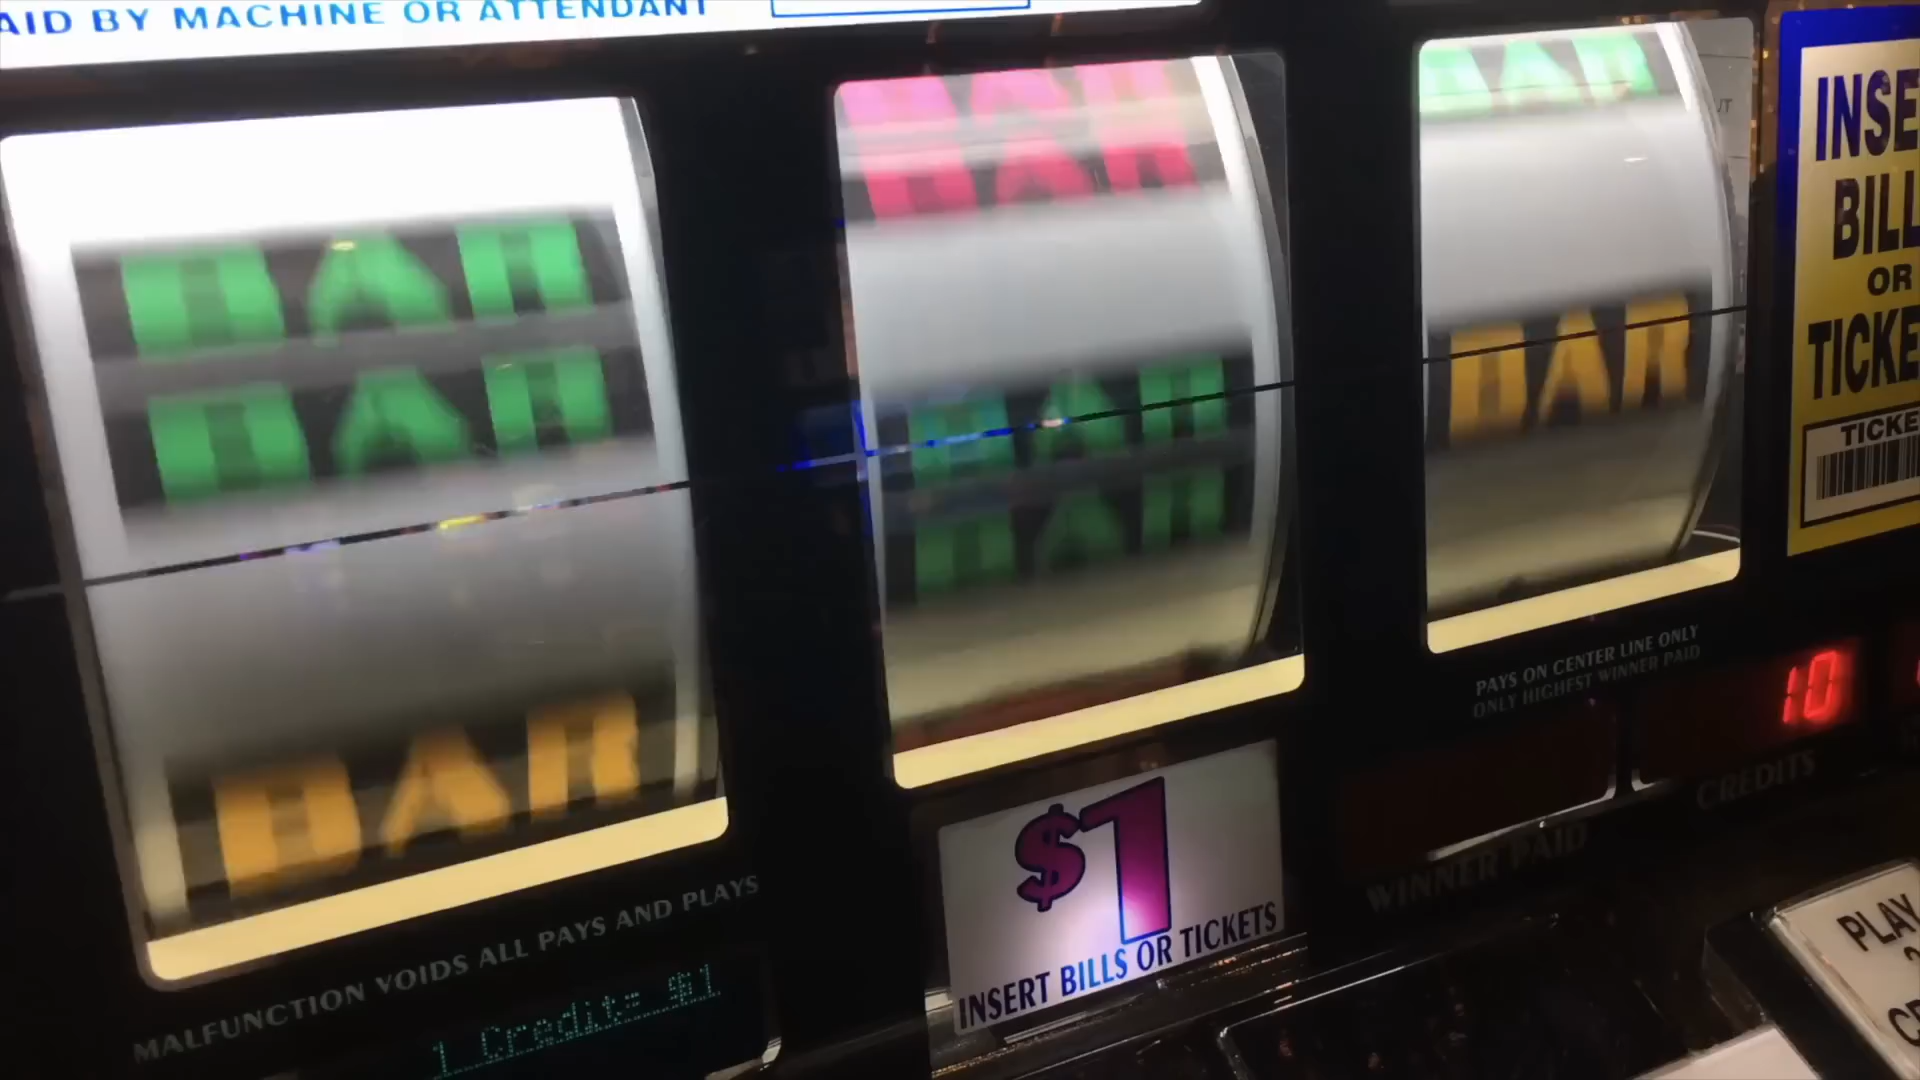 AID BY MACHINE OR ATTENDANT
BAR
BAR
BAR
BAR
BAR
BAR
BAR
BAR
BAR
INSE
BILL
OR
TICKE
TICKE
PAYS ON CENTER LINE ONLY
ONLY HIGHEST WINNER PAID
10
CREDITS
WINNER PAID
$1
INSERT BILLS OR TICKETS
MALFUNCTION VOIDS ALL PAYS AND PLAYS
1 Credit= $1
PLAY